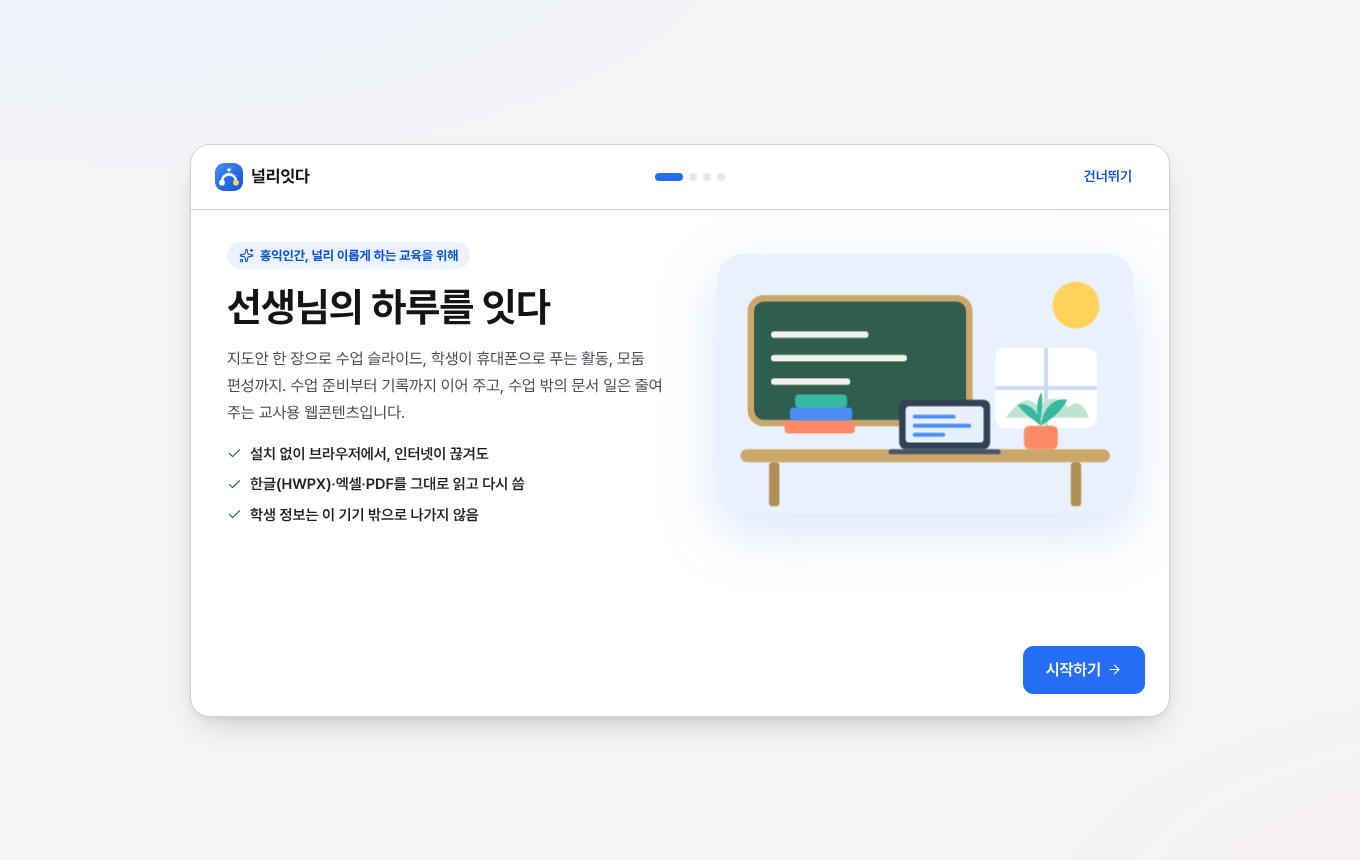 널리잇다
건너뛰기
홍익인간, 널리 이롭게 하는 교육을 위해
선생님의 하루를 잇다
지도안 한 장으로 수업 슬라이드, 학생이 휴대폰으로 푸는 활동, 모둠
편성까지. 수업 준비부터 기록까지 이어 주고, 수업 밖의 문서 일은 줄여
주는 교사용 웹콘텐츠입니다.
설치 없이 브라우저에서, 인터넷이 끊겨도
한글(HWPX)·엑셀·PDF를 그대로 읽고 다시 씀
학생 정보는 이 기기 밖으로 나가지 않음
시작하기